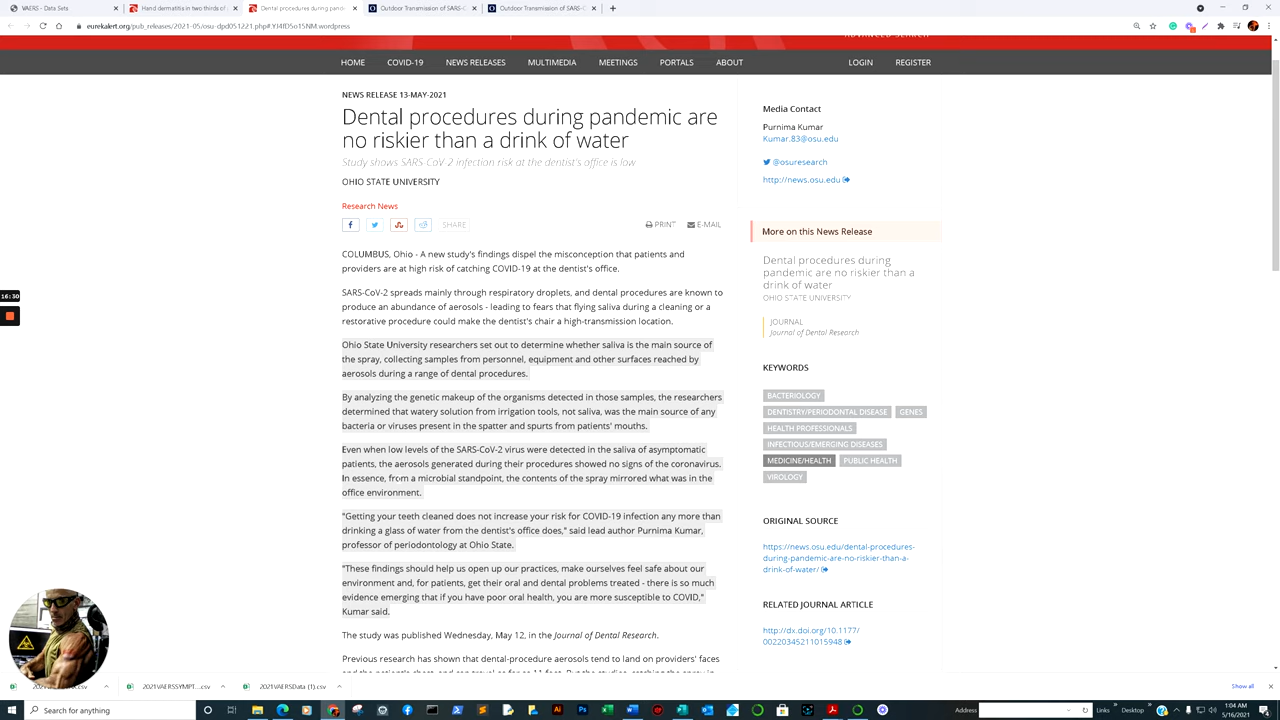 VAERS - Data Sets
Hand dermatitis in two thirds of p
Dental procedures during pand
Outdoor Transmission of SARS-C
Outdoor Transmission of SARS-C
eurekalert.org/pub_releases/2021-05/osu-dpd051221.php#.YJ4fD5o15NM.wordpress
HOME COVID-19 NEWS RELEASES MULTIMEDIA MEETINGS PORTALS ABOUT LOGIN REGISTER
NEWS RELEASE 13-MAY-2021
Dental procedures during pandemic are
no riskier than a drink of water
Study shows SARS-CoV-2 infection risk at the dentist's office is low
OHIO STATE UNIVERSITY
Research News
SHARE
PRINT E-MAIL
COLUMBUS, Ohio - A new study's findings dispel the misconception that patients and
providers are at high risk of catching COVID-19 at the dentist's office.
SARS-CoV-2 spreads mainly through respiratory droplets, and dental procedures are known to
produce an abundance of aerosols - leading to fears that flying saliva during a cleaning or a
restorative procedure could make the dentist's chair a high-transmission location.
Ohio State University researchers set out to determine whether saliva is the main source of
the spray, collecting samples from personnel, equipment and other surfaces reached by
aerosols during a range of dental procedures.
By analyzing the genetic makeup of the organisms detected in those samples, the researchers
determined that watery solution from irrigation tools, not saliva, was the main source of any
bacteria or viruses present in the spatter and spurts from patients' mouths.
Even when low levels of the SARS-CoV-2 virus were detected in the saliva of asymptomatic
patients, the aerosols generated during their procedures showed no signs of the coronavirus.
In essence, from a microbial standpoint, the contents of the spray mirrored what was in the
office environment.
"Getting your teeth cleaned does not increase your risk for COVID-19 infection any more than
drinking a glass of water from the dentist's office does," said lead author Purnima Kumar,
professor of periodontology at Ohio State.
"These findings should help us open up our practices, make ourselves feel safe about our
environment and, for patients, get their oral and dental problems treated - there is so much
evidence emerging that if you have poor oral health, you are more susceptible to COVID,"
Kumar said.
The study was published Wednesday, May 12, in the Journal of Dental Research.
Previous research has shown that dental-procedure aerosols tend to land on providers' faces
Media Contact
Purnima Kumar
Kumar.83@osu.edu
@osuresearch
http://news.osu.edu
More on this News Release
Dental procedures during
pandemic are no riskier than a
drink of water
OHIO STATE UNIVERSITY
JOURNAL
Journal of Dental Research
KEYWORDS
BACTERIOLOGY
DENTISTRY/PERIODONTAL DISEASE GENES
HEALTH PROFESSIONALS
INFECTIOUS/EMERGING DISEASES
MEDICINE/HEALTH PUBLIC HEALTH
VIROLOGY
ORIGINAL SOURCE
https://news.osu.edu/dental-procedures-
during-pandemic-are-no-riskier-than-a-
drink-of-water/
RELATED JOURNAL ARTICLE
http://dx.doi.org/10.1177/
00220345211015948
16:30
2021VAERSSYMPT....csv
2021VAERSData (1).csv
Show all
Search for anything
Address
Links
Desktop
1:04 AM
5/16/2021